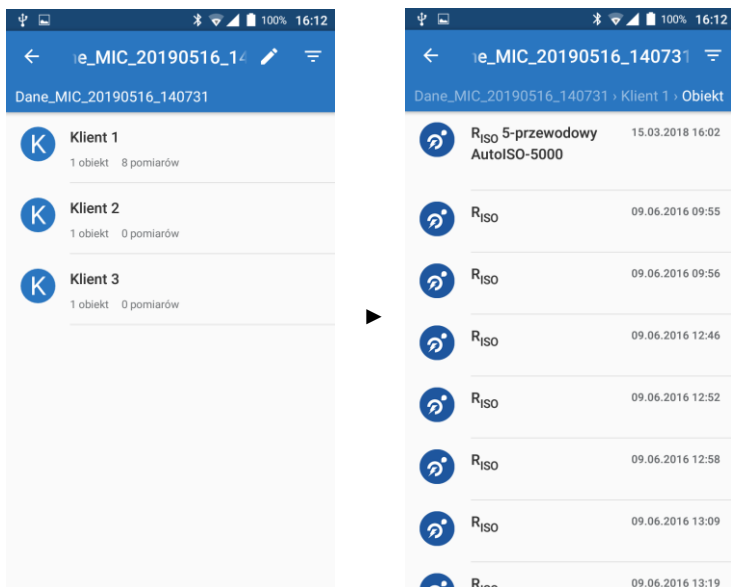 100% 16:12
ıe_MIC_20190516_14
Dane_MIC_20190516_140731
K Klient 1
1 obiekt 8 pomiarów
K Klient 2
1 obiekt 0 pomiarów
K Klient 3
1 obiekt 0 pomiarów
►
100% 16:12
ıe_MIC_20190516_140731
Dane_MIC_20190516_140731 › Klient 1 › Obiekt
RISO 5-przewodowy 15.03.2018 16:02
AutoISO-5000
RISO 09.06.2016 09:55
RISO 09.06.2016 09:56
RISO 09.06.2016 12:46
RISO 09.06.2016 12:52
RISO 09.06.2016 12:58
RISO 09.06.2016 13:09
RISO 09.06.2016 13:19